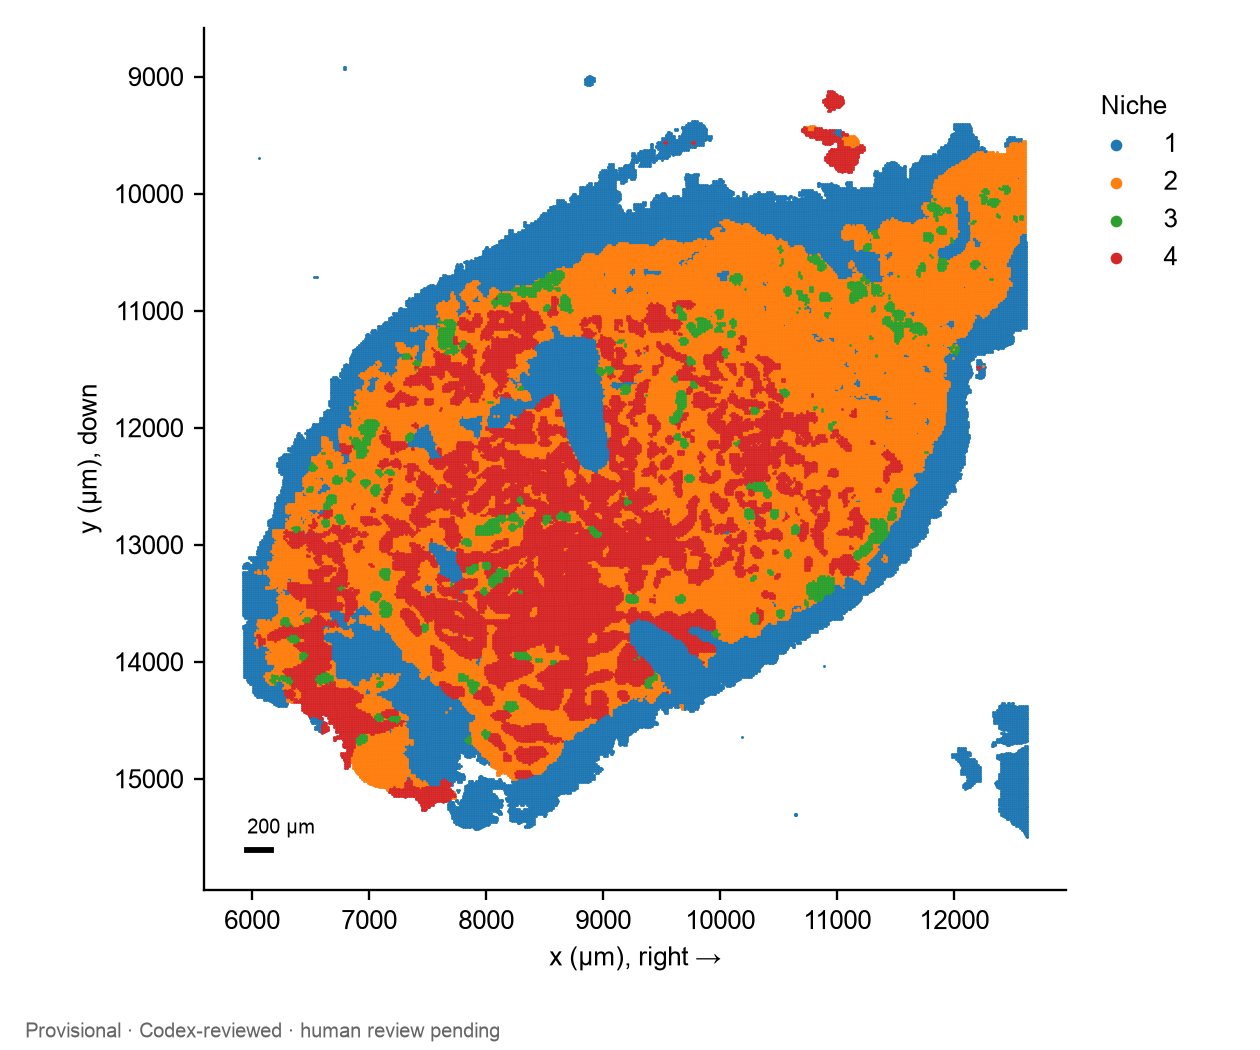 9000
10000
11000
12000
13000
14000
15000
y (µm), down
200 µm
6000 7000 8000 9000 10000 11000 12000
x (µm), right →
Niche
1
2
3
4
Provisional · Codex-reviewed · human review pending